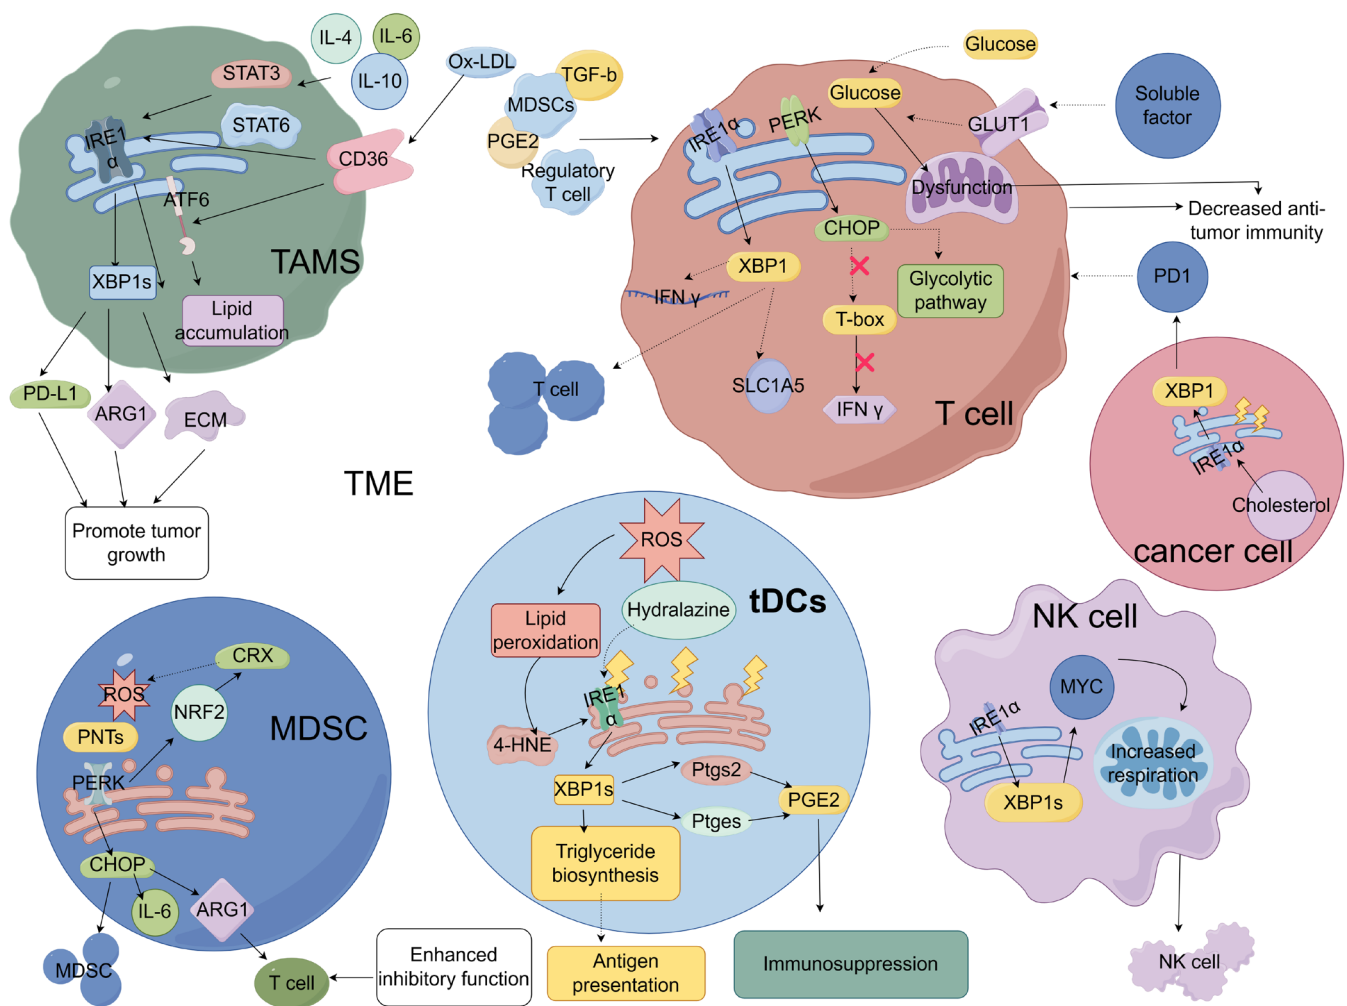 IL-4
IL-6
IL-10
STAT3
STAT6
IRE1
α
CD36
Ox-LDL
ATF6
TAMS
XBP1s
Lipid
accumulation
PD-L1
ARG1
ECM
Promote tumor
growth
TGF-b
MDSCs
PGE2
Regulatory
T cell
IRE1α
PERK
Glucose
Glucose
GLUT1
Soluble
factor
Dysfunction
Decreased anti-
tumor immunity
CHOP
XBP1
IFN γ
Glycolytic
pathway
T-box
SLC1A5
IFN γ
T cell
T cell
PD1
XBP1
IRE1α
Cholesterol
cancer cell
TME
ROS
Hydralazine
tDCs
Lipid
peroxidation
IRE1
α
4-HNE
XBP1s
Ptgs2
Ptges
PGE2
Triglyceride
biosynthesis
Antigen
presentation
Immunosuppression
CRX
ROS
NRF2
PNTs
MDSC
PERK
CHOP
IL-6
ARG1
MDSC
T cell
Enhanced
inhibitory function
NK cell
MYC
IRE1α
Increased
respiration
XBP1s
NK cell